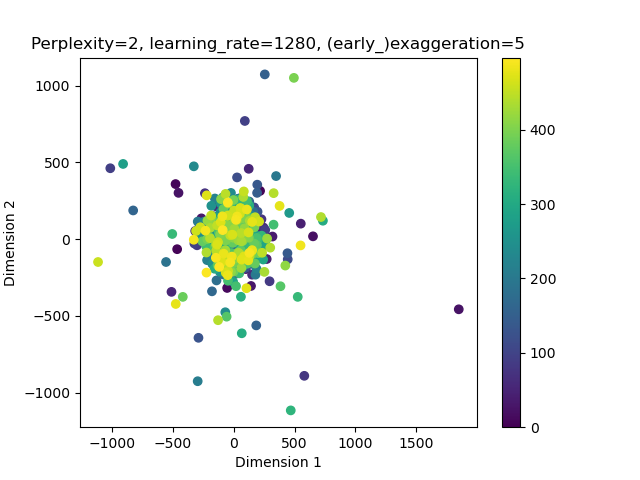 Perplexity=2, learning_rate=1280, (early_)exaggeration=5
1000
500
0
−500
−1000
Dimension 2
−1000 −500 0 500 1000 1500
Dimension 1
400
300
200
100
0